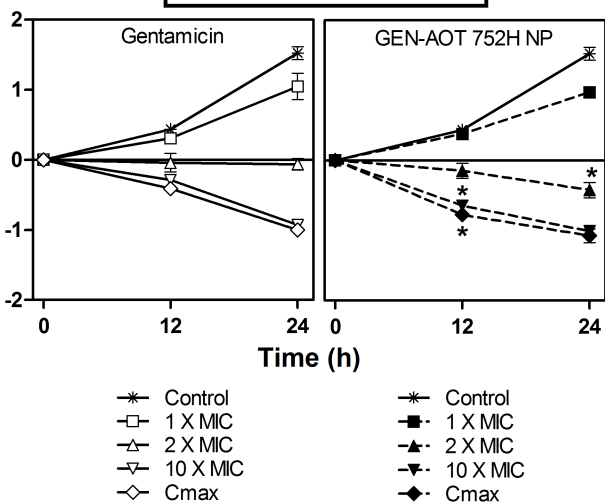 Gentamicin
GEN-AOT 752H NP
2
1
0
-1
-2
*
*
*
0
12
24
0
12
24
Time (h)
Control
1 X MIC
2 X MIC
10 X MIC
Cmax
Control
1 X MIC
2 X MIC
10 X MIC
Cmax